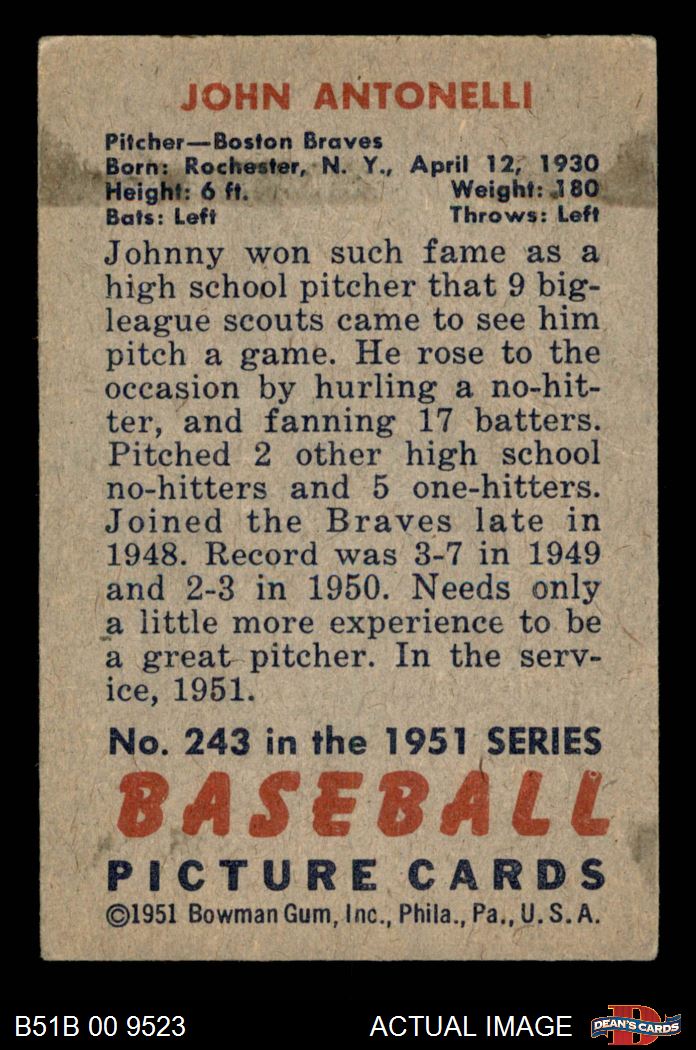 JOHN ANTONELLI
Pitcher—Boston Braves
Born: Rochester, N. Y., April 12, 1930
Height: 6 ft. Weight: 180
Bats: Left Throws: Left
Johnny won such fame as a
high school pitcher that 9 big-
league scouts came to see him
pitch a game. He rose to the
occasion by hurling a no-hit-
ter, and fanning 17 batters.
Pitched 2 other high school
no-hitters and 5 one-hitters.
Joined the Braves late in
1948. Record was 3-7 in 1949
and 2-3 in 1950. Needs only
a little more experience to be
a great pitcher. In the serv-
ice, 1951.
No. 243 in the 1951 SERIES
BASEBALL
PICTURE CARDS
©1951 Bowman Gum, Inc., Phila., Pa., U. S. A.
B51B 00 9523 ACTUAL IMAGE D DEAN'S CARDS